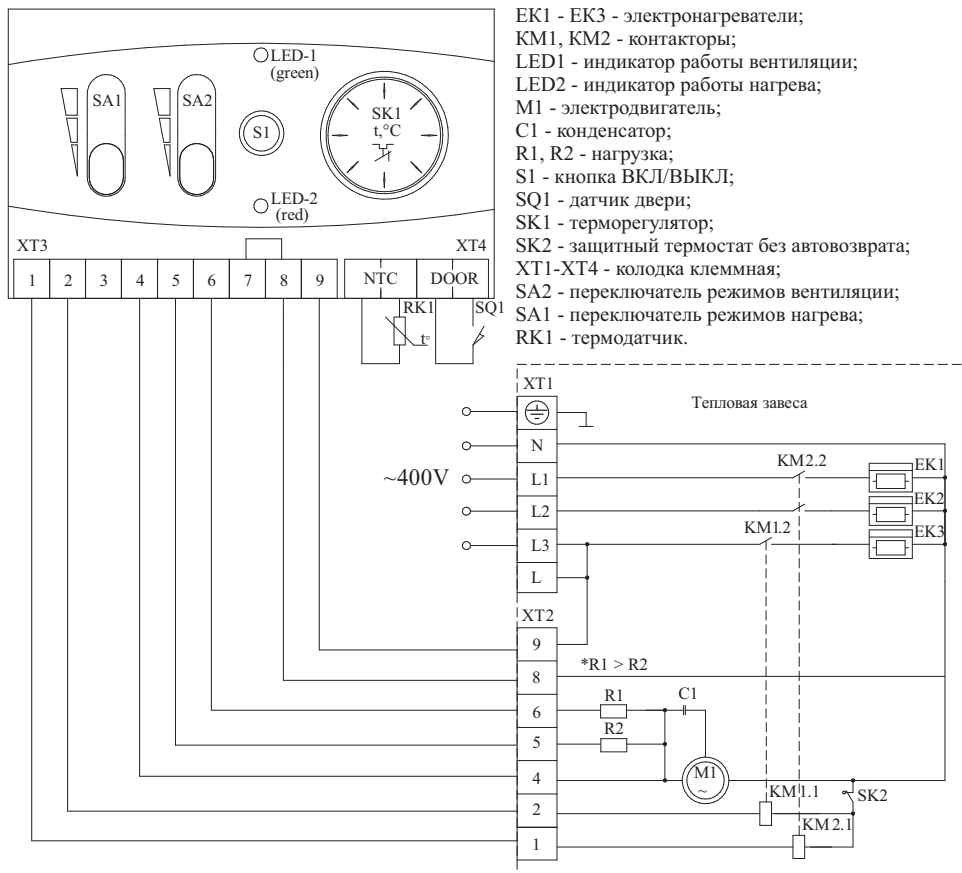 LED-1
(green)
SA1
SA2
S1
SK1
t,°C
LED-2
(red)
XT3
XT4
1 2 3 4 5 6 7 8 9 NTC DOOR
RK1
t°
SQ1
EK1 - EK3 - электронагреватели;
КМ1, КМ2 - контакторы;
LED1 - индикатор работы вентиляции;
LED2 - индикатор работы нагрева;
М1 - электродвигатель;
С1 - конденсатор;
R1, R2 - нагрузка;
S1 - кнопка ВКЛ/ВЫКЛ;
SQ1 - датчик двери;
SK1 - терморегулятор;
SK2 - защитный термостат без автовозврата;
XT1-XT4 - колодка клеммная;
SA2 - переключатель режимов вентиляции;
SA1 - переключатель режимов нагрева;
RK1 - термодатчик.
XT1
Тепловая завеса
N
~400V
L1
KM2.2
EK1
L2
EK2
L3
KM1.2
EK3
L
XT2
9
8
*R1 > R2
6
R1
C1
5
R2
4
M1
~
2
KM1.1
SK2
1
KM2.1